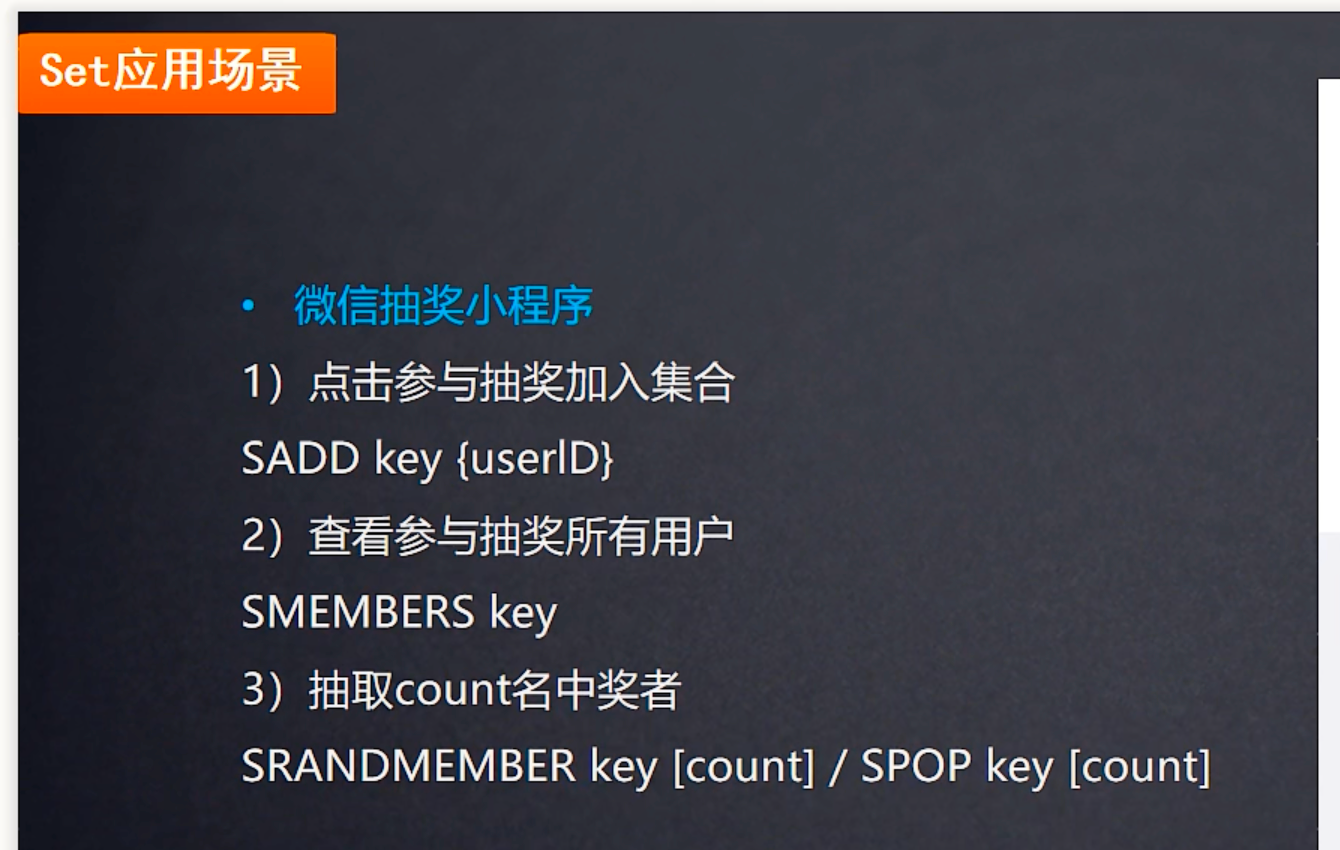 Set应用场景
• 微信抽奖小程序
1）点击参与抽奖加入集合
SADD key {userlD}
2）查看参与抽奖所有用户
SMEMBERS key
3）抽取count名中奖者
SRANDMEMBER key [count] / SPOP key [count]